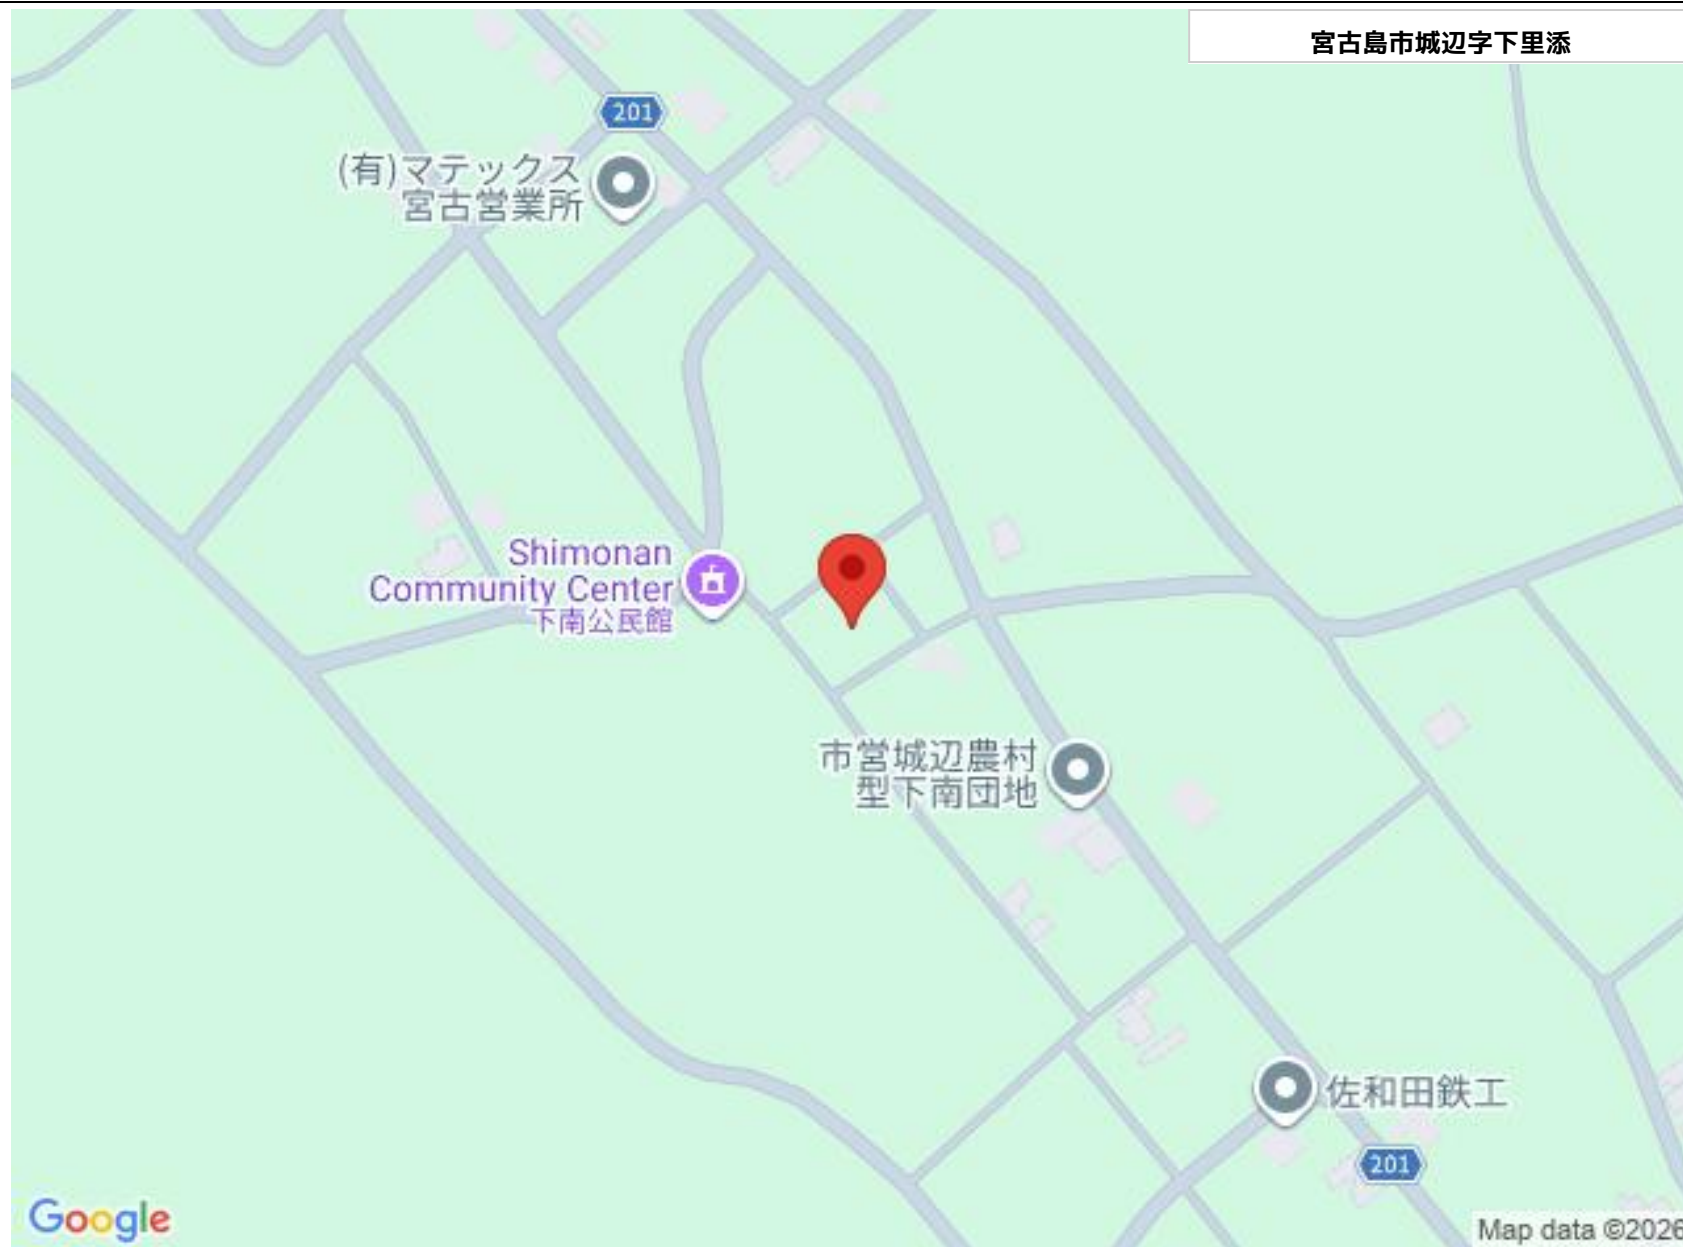 宮古島市城辺字下里添
201
(有)マテックス
宮古営業所
Shimonan
Community Center
下南公民館
市営城辺農村
型下南団地
佐和田鉄工
201
Google
Map data ©2026